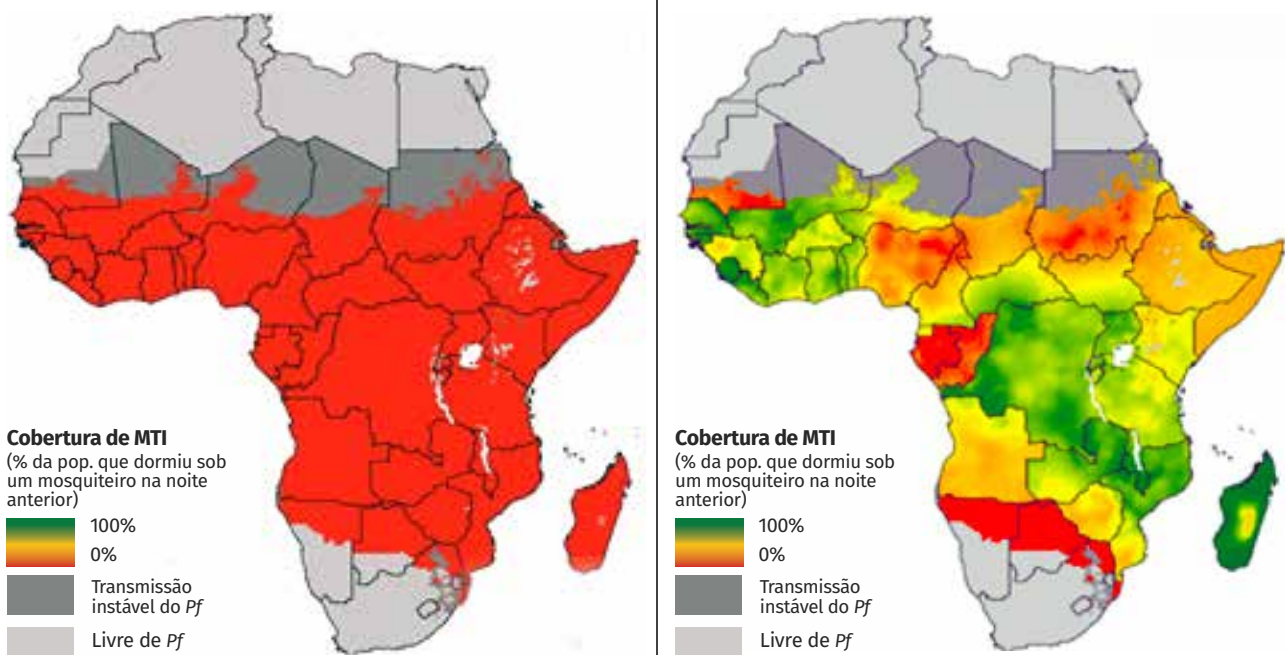 Cobertura de MTI
(% da pop. que dormiu sob
um mosquiteiro na noite
anterior)
100%
0%
Transmissão
instável do Pf
Livre de Pf
Cobertura de MTI
(% da pop. que dormiu sob
um mosquiteiro na noite
anterior)
100%
0%
Transmissão
instável do Pf
Livre de Pf